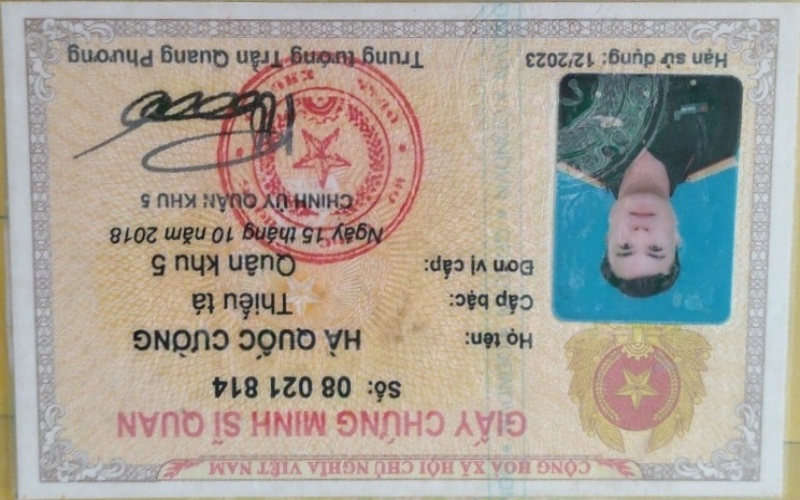 CỘNG HÒA XÃ HỘI CHỦ NGHĨA VIỆT NAM
GIẤY CHỨNG MINH SĨ QUAN
Số: 08 021 814
Họ tên: HÀ QUỐC CƯỜNG
Cấp bậc: Thiếu tá
Đơn vị cấp: Quân khu 5
Ngày 15 tháng 10 năm 2018
CHÍNH ỦY QUÂN KHU 5
Hạn sử dụng: 12/2023
Trung tướng Trần Quang Phương